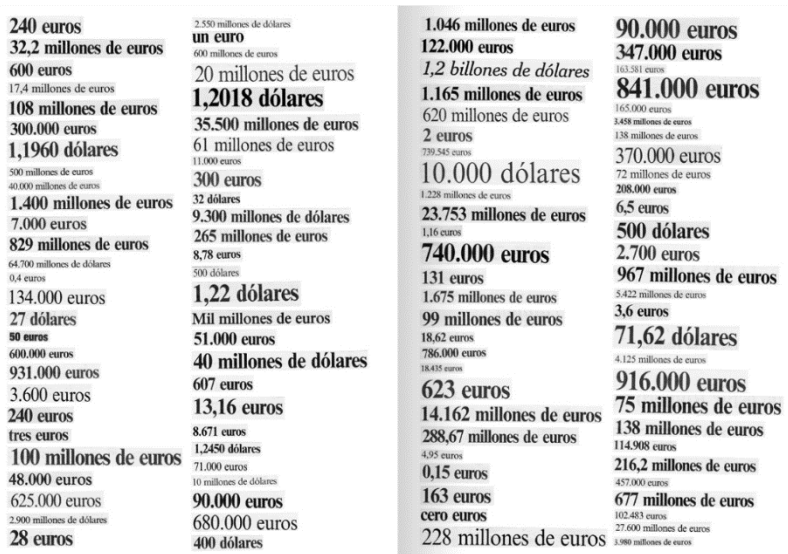 240 euros
32,2 millones de euros
600 euros
17,4 millones de euros
108 millones de euros
300.000 euros
1,1960 dólares
500 millones de euros
40.000 millones de euros
1.400 millones de euros
7.000 euros
829 millones de euros
64.700 millones de dólares
0,4 euros
134.000 euros
27 dólares
50 euros
600.000 euros
931.000 euros
3.600 euros
240 euros
tres euros
100 millones de euros
48.000 euros
625.000 euros
2.900 millones de dólares
28 euros
2.550 millones de dólares
un euro
600 millones de euros
20 millones de euros
1,2018 dólares
35.500 millones de euros
61 millones de euros
11.000 euros
300 euros
32 dólares
9.300 millones de dólares
265 millones de euros
8,78 euros
500 dólares
1,22 dólares
Mil millones de euros
51.000 euros
40 millones de dólares
607 euros
13,16 euros
8.671 euros
1,2450 dólares
71.000 euros
10 millones de dólares
90.000 euros
680.000 euros
400 dólares
1.046 millones de euros
122.000 euros
1,2 billones de dólares
1.165 millones de euros
620 millones de euros
2 euros
739.545 euros
10.000 dólares
1.228 millones de euros
23.753 millones de euros
1,16 euros
740.000 euros
131 euros
1.675 millones de euros
99 millones de euros
18,62 euros
786.000 euros
18.435 euros
623 euros
14.162 millones de euros
288,67 millones de euros
4,95 euros
0,15 euros
163 euros
cero euros
228 millones de euros
90.000 euros
347.000 euros
163.581 euros
841.000 euros
165.000 euros
3.458 millones de euros
138 millones de euros
370.000 euros
72 millones de euros
208.000 euros
6,5 euros
500 dólares
2.700 euros
967 millones de euros
5.422 millones de euros
3,6 euros
71,62 dólares
4.125 millones de euros
916.000 euros
75 millones de euros
138 millones de euros
114.908 euros
216,2 millones de euros
457.000 euros
677 millones de euros
102.483 euros
27.600 millones de euros
3.980 millones de euros